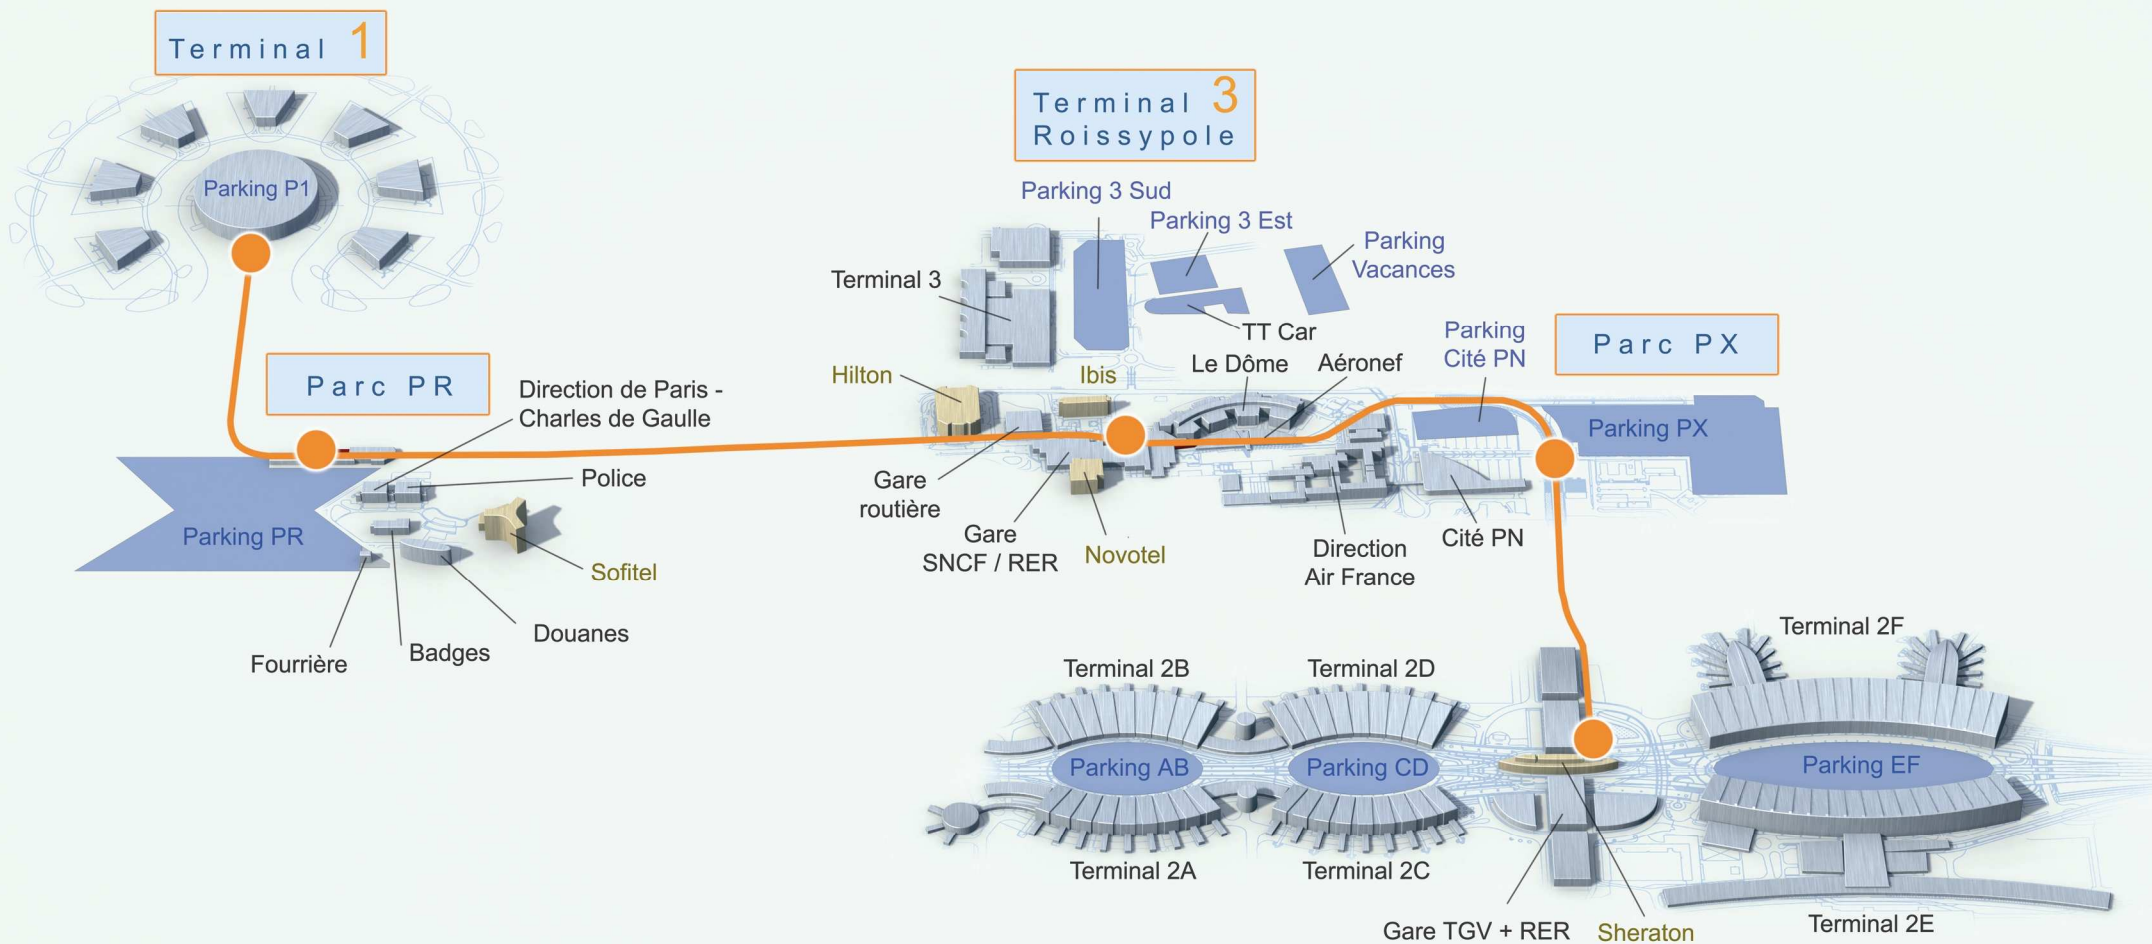 Terminal 1
Parking P1
Terminal 3
Roissypole
Parking 3 Sud
Parking 3 Est
Parking
Vacances
Terminal 3
TT Car
Parking
Cité PN
Parc PX
Hilton
Ibis
Le Dôme
Aéronef
Parc PR
Direction de Paris -
Charles de Gaulle
Parking PX
Police
Gare
routière
Gare
SNCF / RER
Novotel
Direction
Air France
Cité PN
Parking PR
Sofitel
Douanes
Badges
Fourrière
Terminal 2F
Terminal 2B
Terminal 2D
Parking AB
Parking CD
Parking EF
Terminal 2A
Terminal 2C
Gare TGV + RER
Sheraton
Terminal 2E